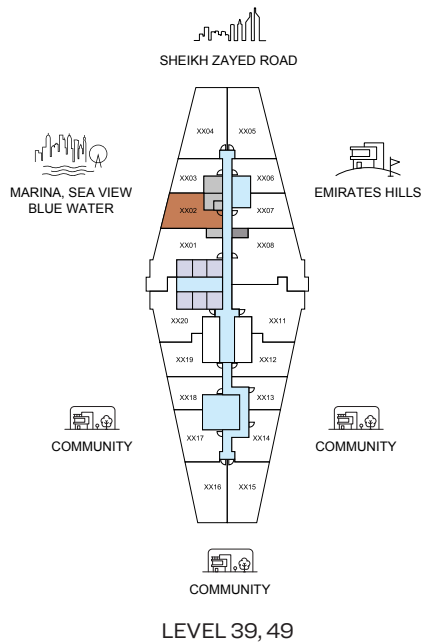 SHEIKH ZAYED ROAD
XX04 XX05
MARINA, SEA VIEW
BLUE WATER
EMIRATES HILLS
XX03 XX06
XX02 XX07
XX01 XX08
XX20 XX11
XX19 XX12
XX18 XX13
COMMUNITY
COMMUNITY
XX17 XX14
XX16 XX15
COMMUNITY
LEVEL 39, 49